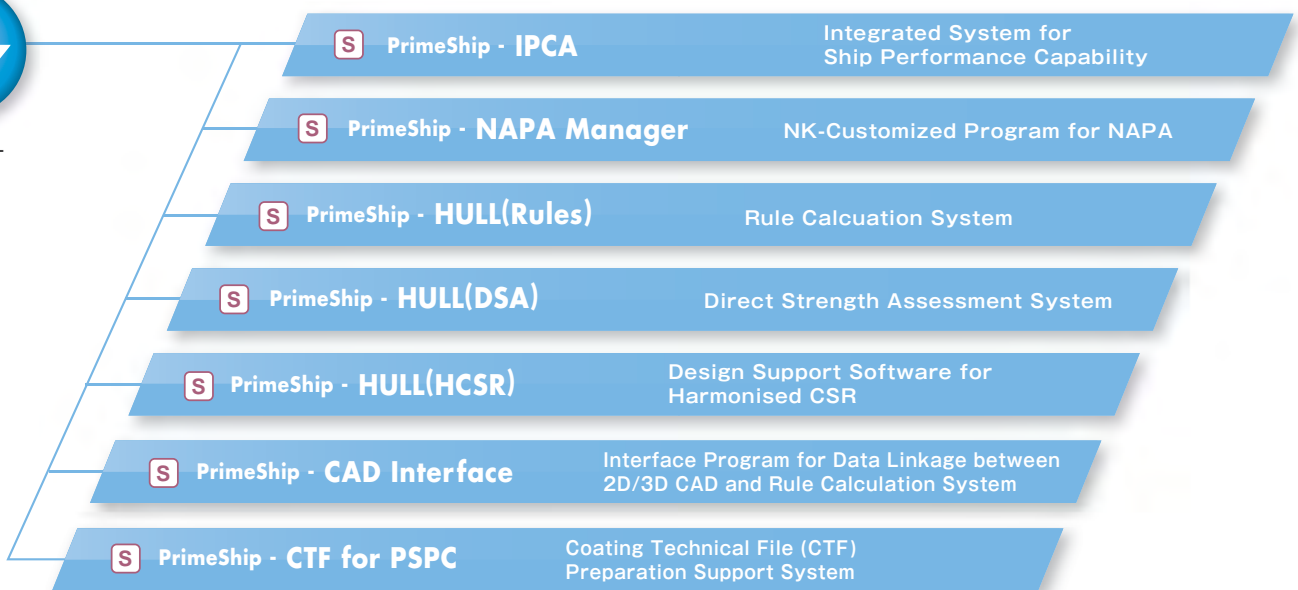 S PrimeShip - IPCA
Integrated System for
Ship Performance Capability
S PrimeShip - NAPA Manager NK-Customized Program for NAPA
S PrimeShip - HULL(Rules) Rule Calcuation System
S PrimeShip - HULL(DSA) Direct Strength Assessment System
S PrimeShip - HULL(HCSR)
Design Support Software for
Harmonised CSR
S PrimeShip - CAD Interface
Interface Program for Data Linkage between
2D/3D CAD and Rule Calculation System
S PrimeShip - CTF for PSPC
Coating Technical File (CTF)
Preparation Support System